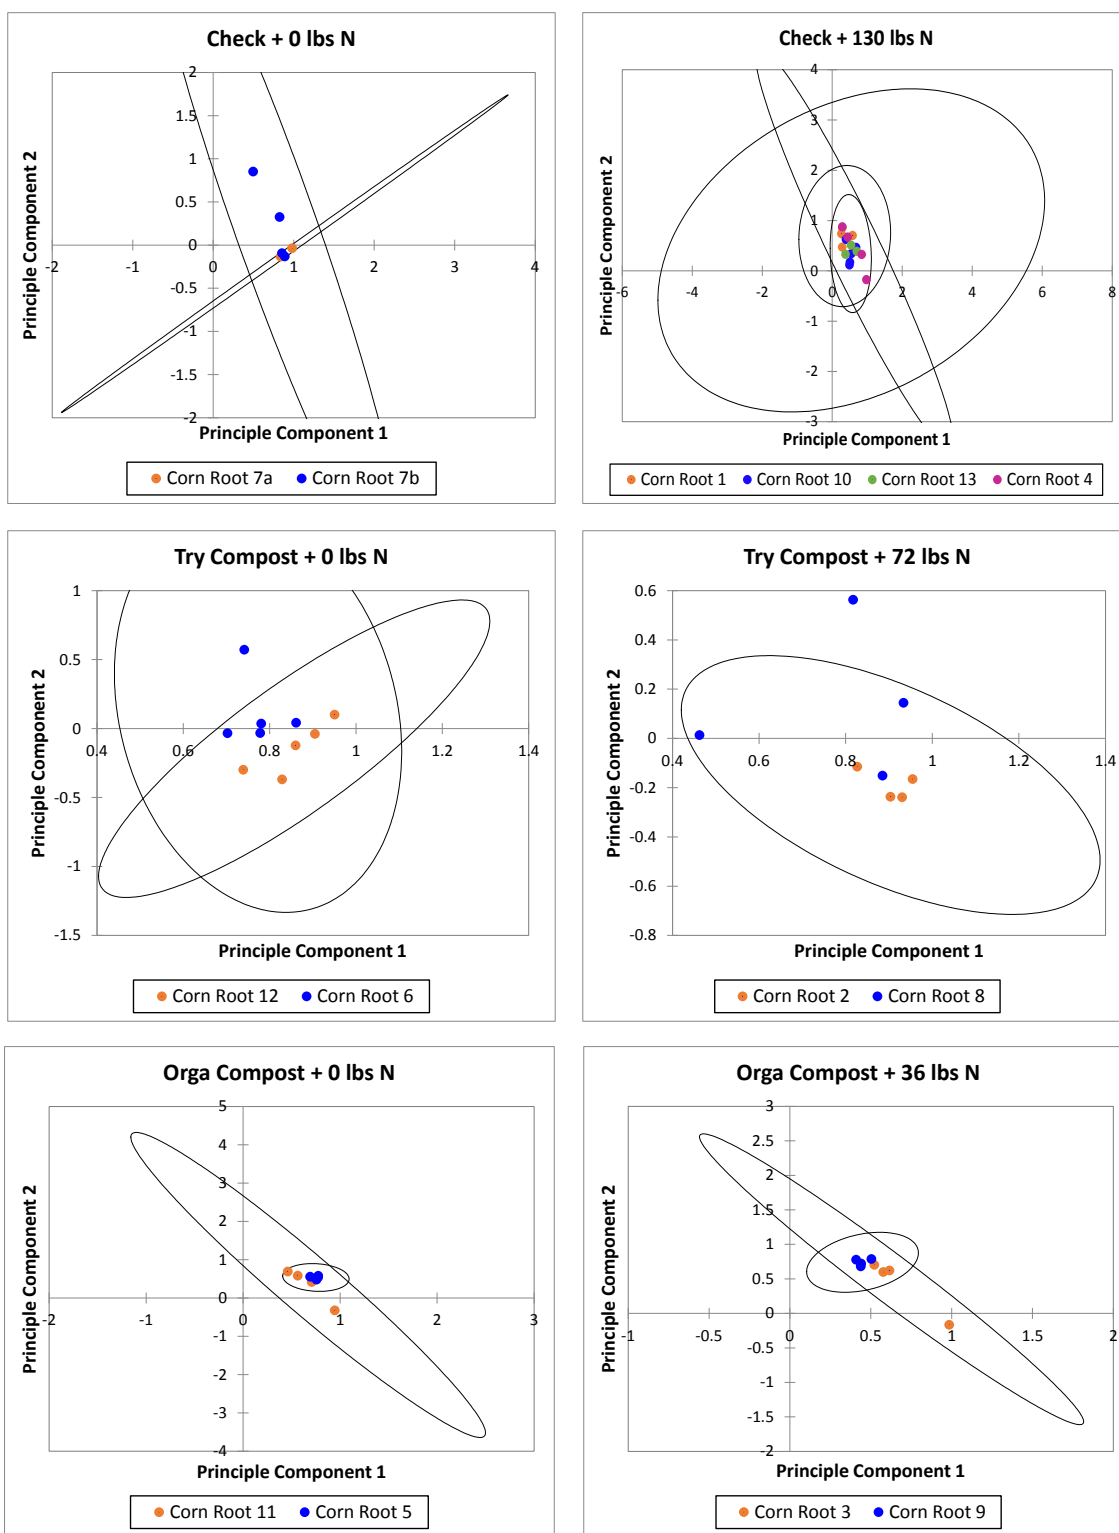 Check + 0 lbs N
2
1.5
1
0.5
0
-0.5
-1
-1.5
-2
-2 -1 0 1 2 3 4
Principle Component 2
Principle Component 1
Corn Root 7a Corn Root 7b
Check + 130 lbs N
4
3
2
1
0
-1
-2
-3
-6 -4 -2 0 2 4 6 8
Principle Component 2
Principle Component 1
Corn Root 1 Corn Root 10 Corn Root 13 Corn Root 4
Try Compost + 0 lbs N
1
0.5
0
-0.5
-1
-1.5
0.4 0.6 0.8 1 1.2 1.4
Principle Component 2
Principle Component 1
Corn Root 12 Corn Root 6
Try Compost + 72 lbs N
0.6
0.4
0.2
0
-0.2
-0.4
-0.6
-0.8
0.4 0.6 0.8 1 1.2 1.4
Principle Component 2
Principle Component 1
Corn Root 2 Corn Root 8
Orga Compost + 0 lbs N
5
4
3
2
1
0
-1
-2
-3
-4
-2 -1 0 1 2 3
Principle Component 2
Principle Component 1
Corn Root 11 Corn Root 5
Orga Compost + 36 lbs N
3
2.5
2
1.5
1
0.5
0
-0.5
-1
-1.5
-2
-1 -0.5 0 0.5 1 1.5 2
Principle Component 2
Principle Component 1
Corn Root 3 Corn Root 9